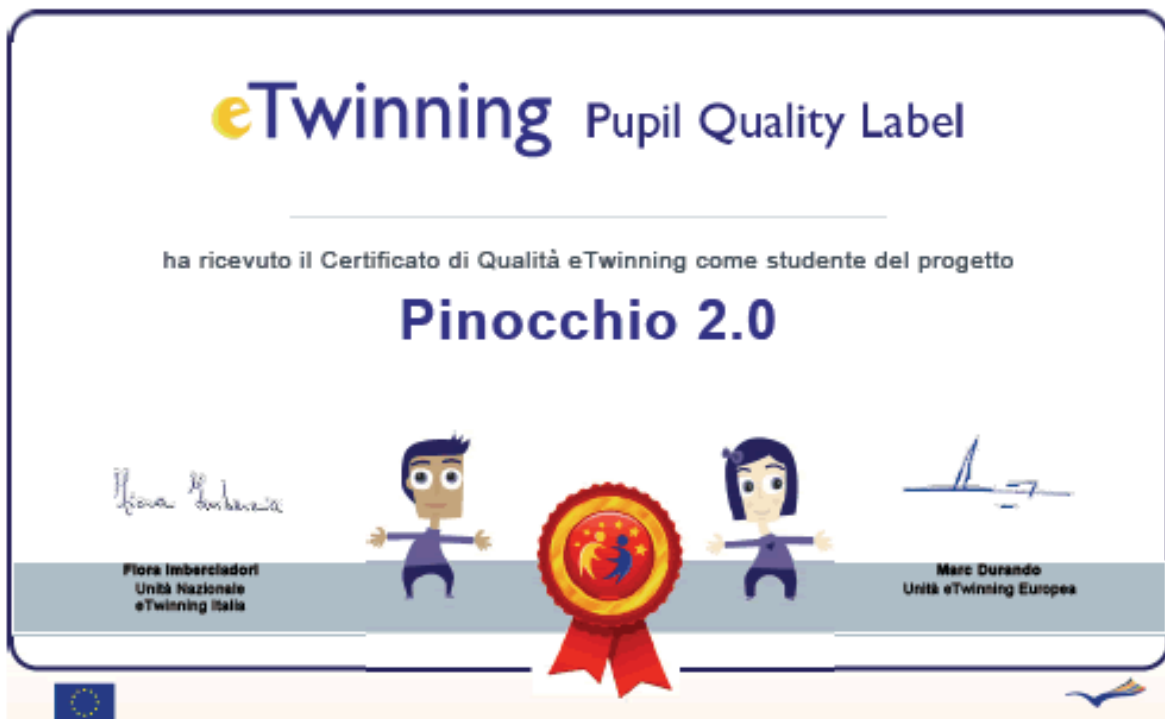 eTwinning Pupil Quality Label
ha ricevuto il Certificato di Qualità eTwinning come studente del progetto
Pinocchio 2.0
Fiora Imberciadori
Unità Nazionale
eTwinning Italia
Marc Durando
Unità eTwinning Europea